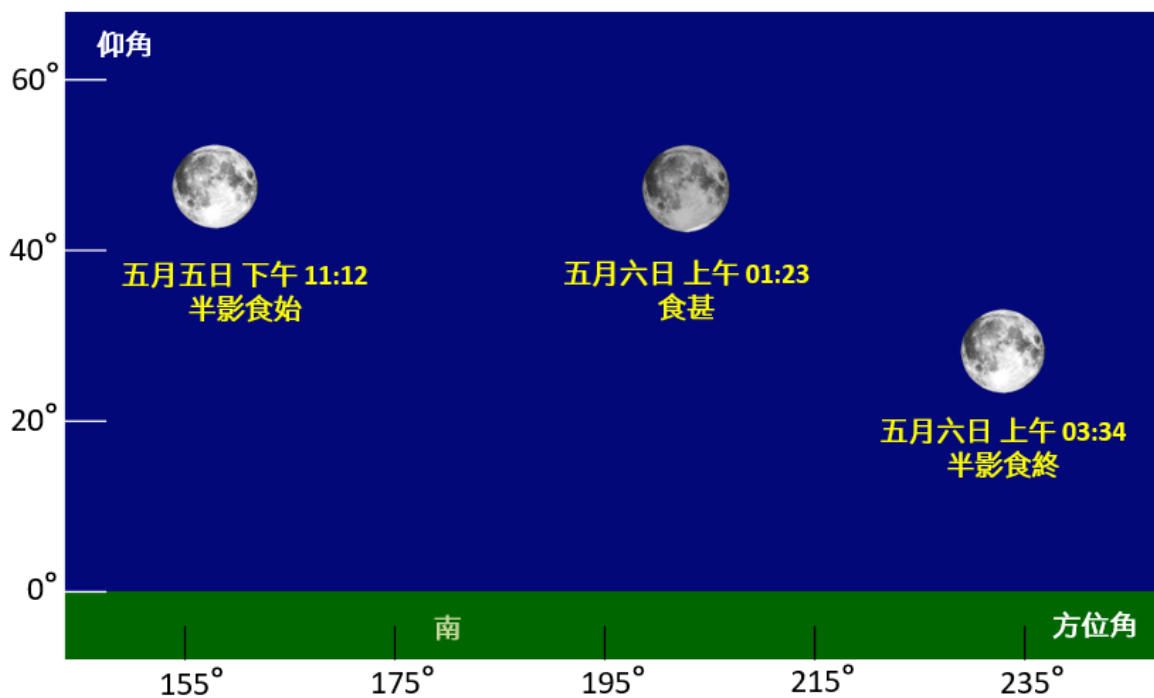 仰角
60°
40°
五月五日 下午 11:12
半影食始
五月六日 上午 01:23
食甚
20°
五月六日 上午 03:34
半影食終
0°
南
方位角
155°
175°
195°
215°
235°